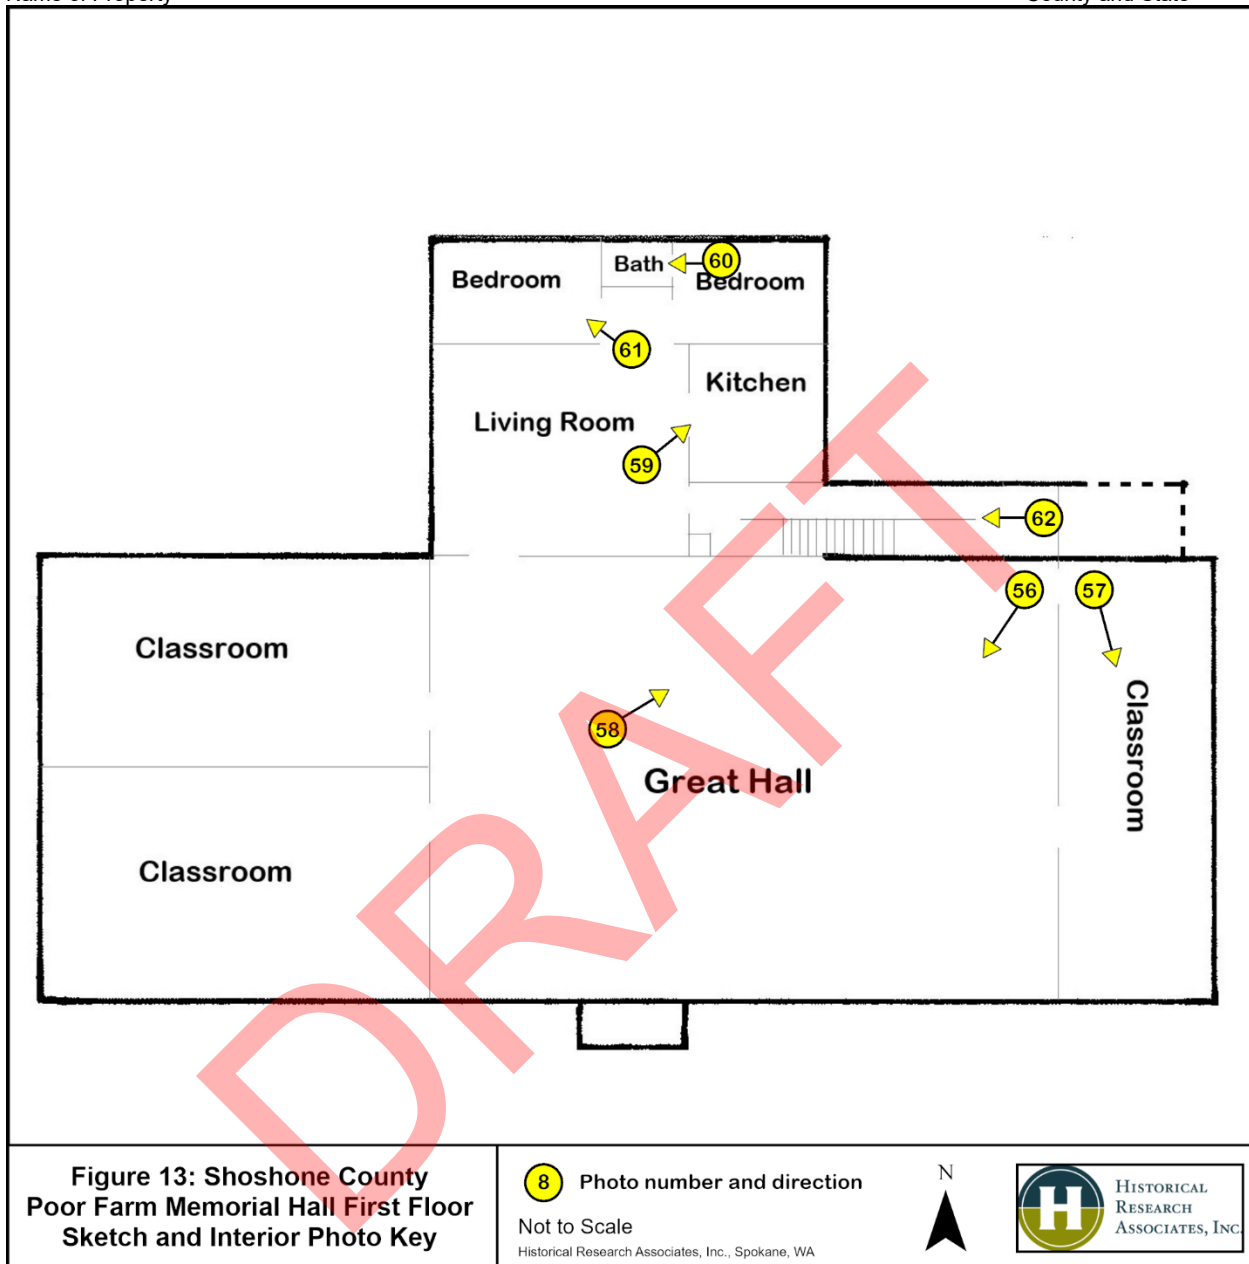 Bedroom
Bath
60
Bedroom
61
Kitchen
Living Room
59
62
56
57
Classroom
Classroom
58
Great Hall
Classroom
DRAFT
Figure 13: Shoshone County
Poor Farm Memorial Hall First Floor
Sketch and Interior Photo Key
8 Photo number and direction
Not to Scale
Historical Research Associates, Inc., Spokane, WA
N
H
HISTORICAL
RESEARCH
ASSOCIATES, INC.